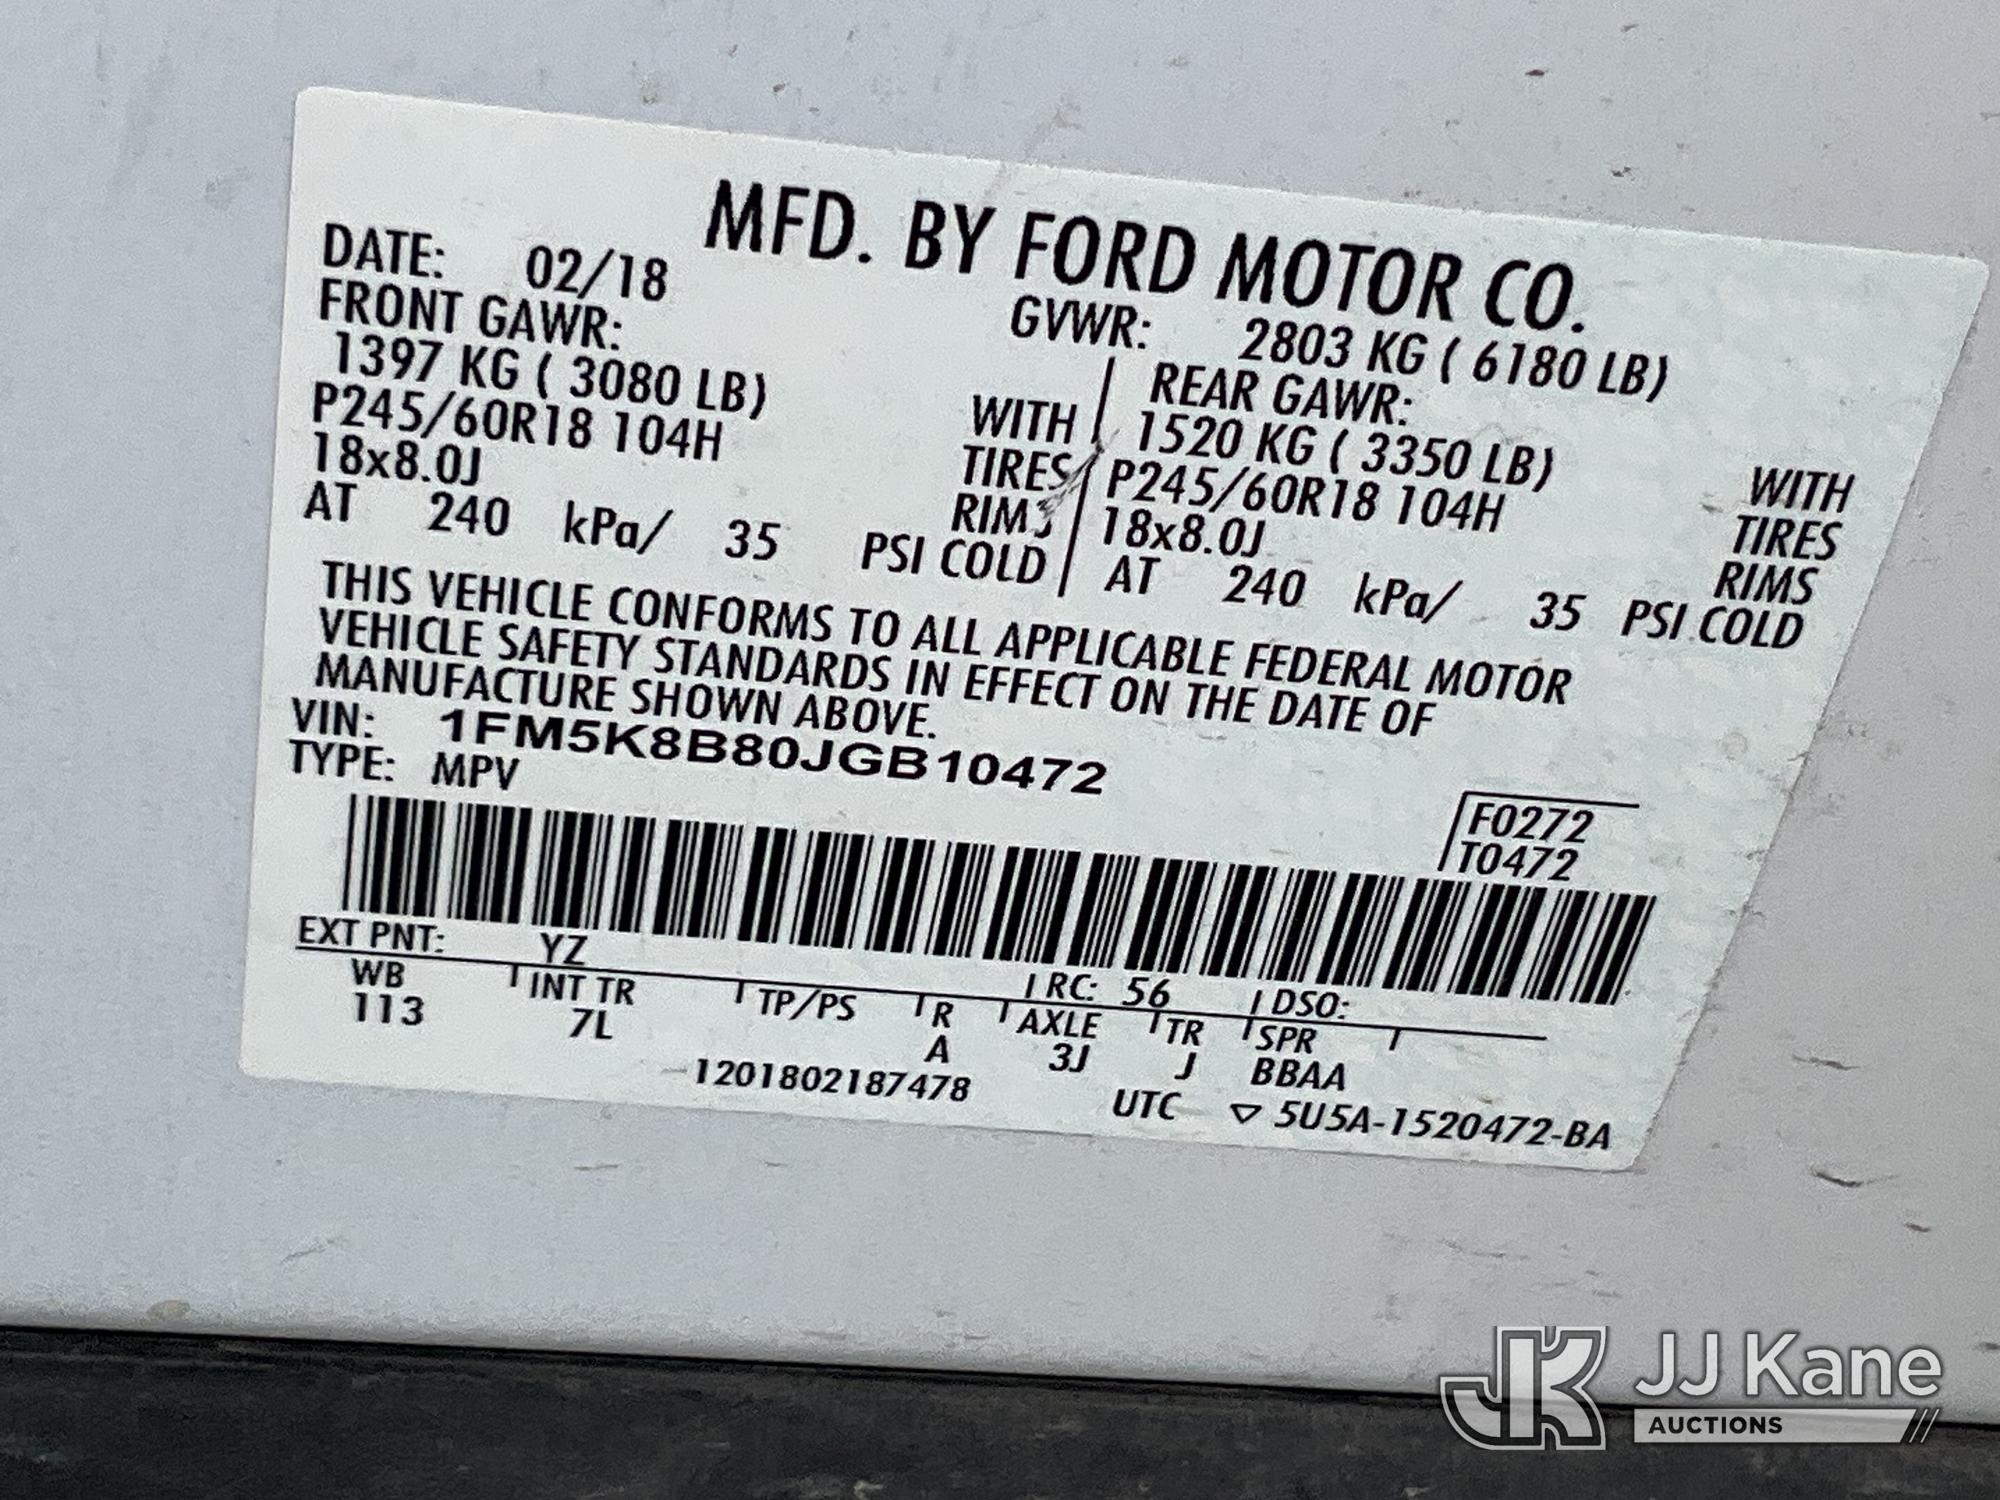 MFD. BY FORD MOTOR CO.
DATE: 02/18 GVWR: 2803 KG ( 6180 LB)
FRONT GAWR: REAR GAWR:
1397 KG ( 3080 LB) WITH 1520 KG ( 3350 LB) WITH
P245/60R18 104H TIRES P245/60R18 104H TIRES
18x8.0J RIMS 18x8.0J RIMS
AT 240 kPa/ 35 PSI COLD AT 240 kPa/ 35 PSI COLD
THIS VEHICLE CONFORMS TO ALL APPLICABLE FEDERAL MOTOR
VEHICLE SAFETY STANDARDS IN EFFECT ON THE DATE OF
MANUFACTURE SHOWN ABOVE.
VIN: 1FM5K8B80JGB10472
TYPE: MPV
F0272
T0472
EXT PNT: YZ RC: 56 DSO:
WB INT TR TP/PS R AXLE TR SPR
113 7L A 3J J BBAA
1201802187478 UTC ▽ 5U5A-1520472-BA
JK JJ Kane
AUCTIONS